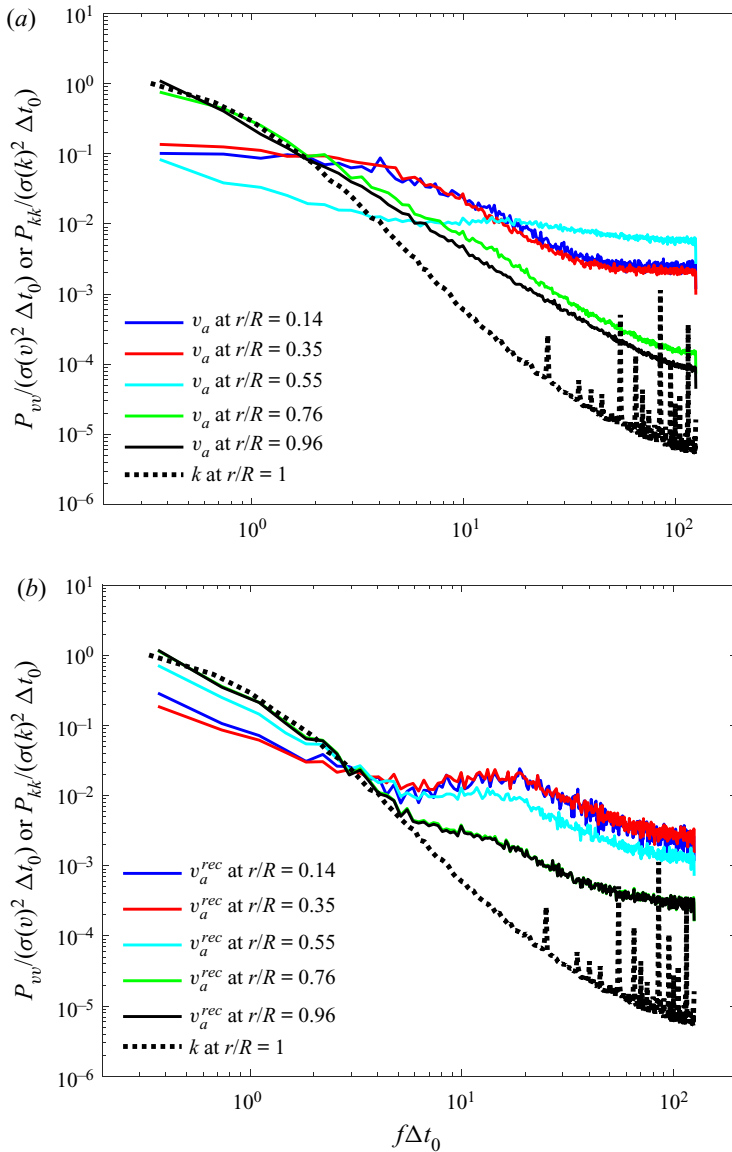 (a)
10^1
10^0
10^−1
10^−2
10^−3
10^−4
10^−5
10^−6
P_vv/(σ(v)^2 Δt_0) or P_kk/(σ(k)^2 Δt_0)
v_a at r/R = 0.14
v_a at r/R = 0.35
v_a at r/R = 0.55
v_a at r/R = 0.76
v_a at r/R = 0.96
k at r/R = 1
10^0 10^1 10^2
(b)
10^1
10^0
10^−1
10^−2
10^−3
10^−4
10^−5
10^−6
P_vv/(σ(v)^2 Δt_0) or P_kk/(σ(k)^2 Δt_0)
v_a^rec at r/R = 0.14
v_a^rec at r/R = 0.35
v_a^rec at r/R = 0.55
v_a^rec at r/R = 0.76
v_a^rec at r/R = 0.96
k at r/R = 1
10^0 10^1 10^2
fΔt_0